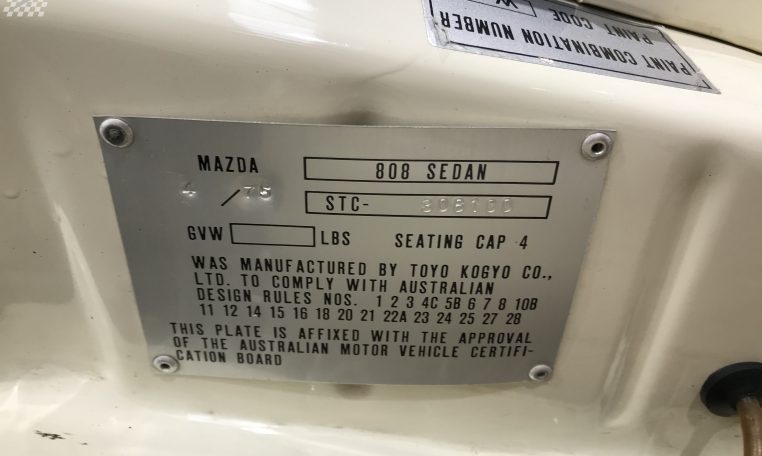 PAINT COMBINATION NUMBER
PAINT CODE W
MAZDA 808 SEDAN
4 / 75 STC-
GVW LBS SEATING CAP 4
WAS MANUFACTURED BY TOYO KOGYO CO.,
LTD. TO COMPLY WITH AUSTRALIAN
DESIGN RULES NOS. 1 2 3 4C 5B 6 7 8 10B
11 12 14 15 16 18 20 21 22A 23 24 25 27 28
THIS PLATE IS AFFIXED WITH THE APPROVAL
OF THE AUSTRALIAN MOTOR VEHICLE CERTIFI-
CATION BOARD